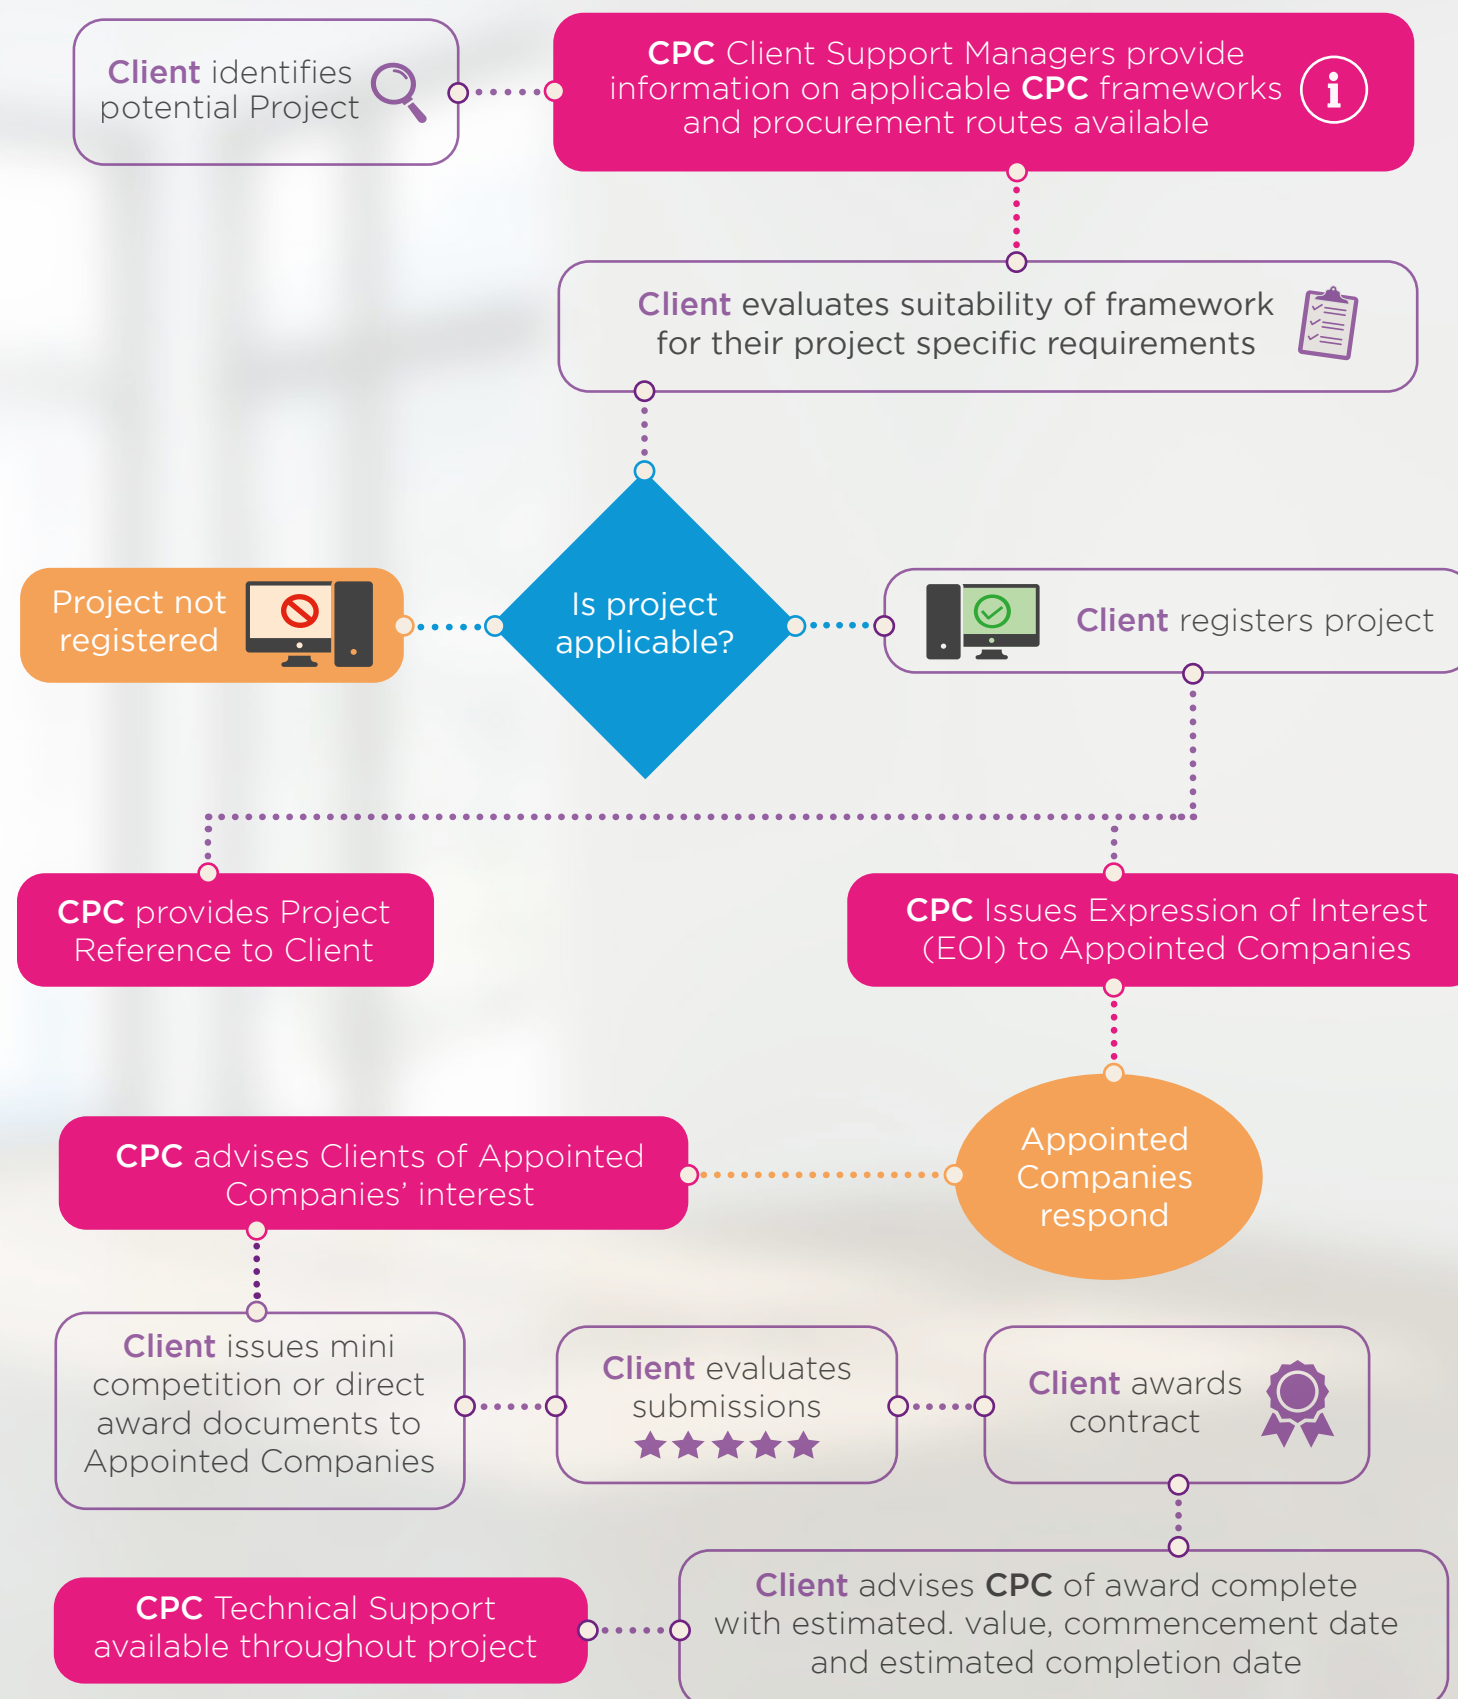 Client identifies
potential Project
CPC Client Support Managers provide
information on applicable CPC frameworks
and procurement routes available
Client evaluates suitability of framework
for their project specific requirements
Project not
registered
Is project
applicable?
Client registers project
CPC provides Project
Reference to Client
CPC Issues Expression of Interest
(EOI) to Appointed Companies
Appointed
Companies
respond
CPC advises Clients of Appointed
Companies’ interest
Client issues mini
competition or direct
award documents to
Appointed Companies
Client evaluates
submissions
Client awards
contract
Client advises CPC of award complete
with estimated. value, commencement date
and estimated completion date
CPC Technical Support
available throughout project